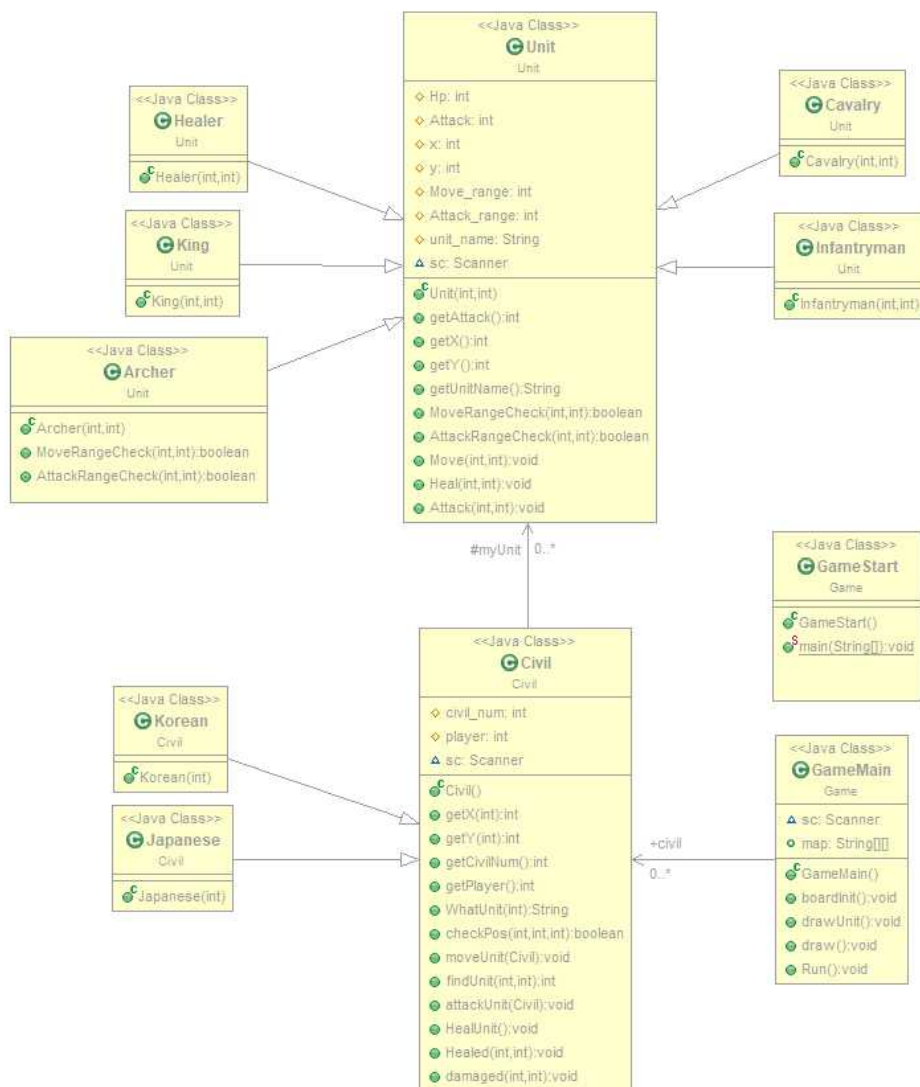 <<Java Class>>
Unit
Unit
Hp: int
Attack: int
x: int
y: int
Move_range: int
Attack_range: int
unit_name: String
sc: Scanner
Unit(int,int)
getAttack():int
getX():int
getY():int
getUnitName():String
MoveRangeCheck(int,int):boolean
AttackRangeCheck(int,int):boolean
Move(int,int):void
Heal(int,int):void
Attack(int,int):void
<<Java Class>>
Healer
Unit
Healer(int,int)
<<Java Class>>
King
Unit
King(int,int)
<<Java Class>>
Archer
Unit
Archer(int,int)
MoveRangeCheck(int,int):boolean
AttackRangeCheck(int,int):boolean
<<Java Class>>
Cavalry
Unit
Cavalry(int,int)
<<Java Class>>
Infantryman
Unit
Infantryman(int,int)
#myUnit 0..*
<<Java Class>>
GameStart
Game
GameStart()
main(String[]):void
<<Java Class>>
Civil
Civil
civil_num: int
player: int
sc: Scanner
Civil()
getX(int):int
getY(int):int
getCivilNum():int
getPlayer():int
WhatUnit(int):String
checkPos(int,int,int):boolean
moveUnit(Civil):void
findUnit(int,int):int
attackUnit(Civil):void
HealUnit():void
Healed(int,int):void
damaged(int,int):void
<<Java Class>>
Korean
Civil
Korean(int)
<<Java Class>>
Japanese
Civil
Japanese(int)
+civil
0..*
<<Java Class>>
GameMain
Game
sc: Scanner
map: String[][]
GameMain()
boardInit():void
drawUnit():void
draw():void
Run():void